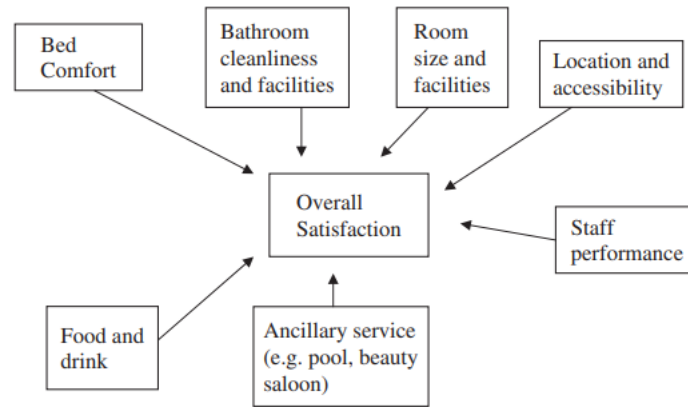 Bed
Comfort
Bathroom
cleanliness
and facilities
Room
size and
facilities
Location and
accessibility
Overall
Satisfaction
Staff
performance
Food and
drink
Ancillary service
(e.g. pool, beauty
saloon)